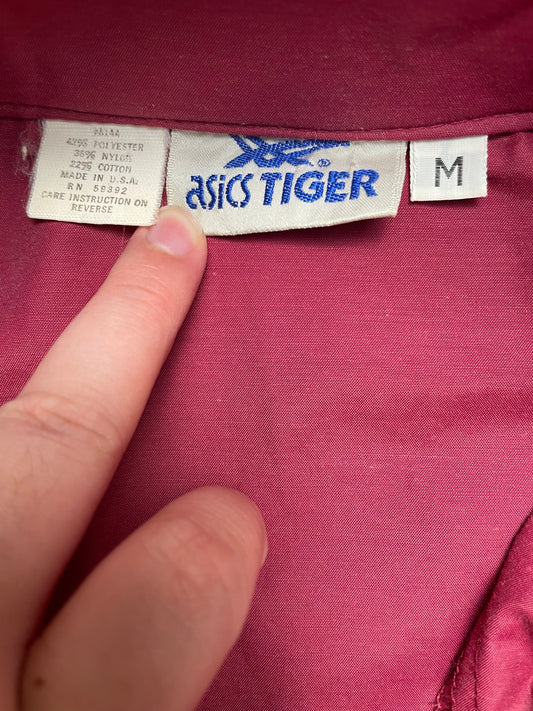 42% POLYESTER
36% NYLON
22% COTTON
MADE IN U.S.A.
RN 59392
CARE INSTRUCTION ON
REVERSE
asics TIGER
®
M